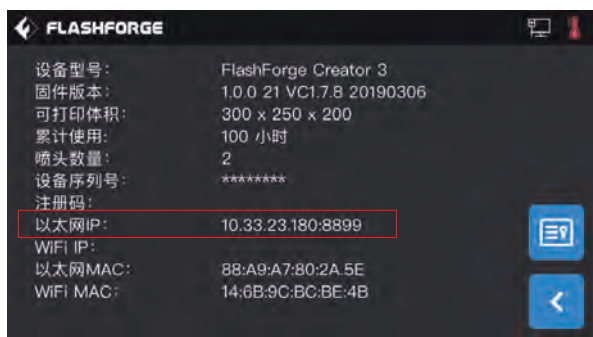 FLASHFORGE
设备型号: FlashForge Creator 3
固件版本: 1.0.0 21 VC1.7.8 20190306
可打印体积: 300 x 250 x 200
累计使用: 100 小时
喷头数量: 2
设备序列号: ********
注册码:
以太网IP: 10.33.23.180:8899
WiFi IP:
以太网MAC: 88:A9:A7:80:2A.5E
WiFi MAC: 14:6B:9C:BC:BE:4B